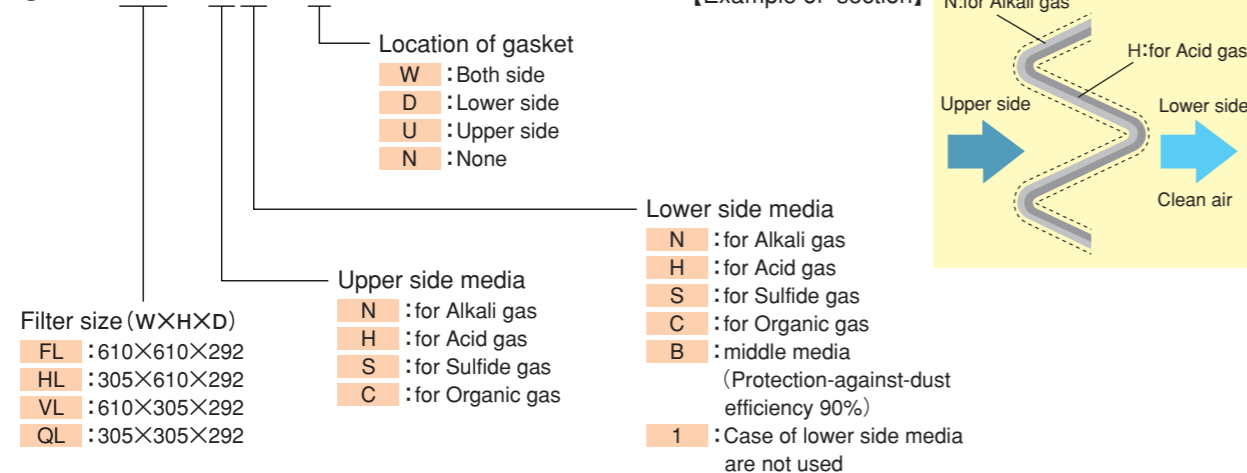 【Example of section】
N:for Alkali gas
H:for Acid gas
Upper side
Lower side
Clean air
Location of gasket
W :Both side
D :Lower side
U :Upper side
N :None
Lower side media
N :for Alkali gas
H :for Acid gas
S :for Sulfide gas
C :for Organic gas
B :middle media
(Protection-against-dust
efficiency 90%)
1 :Case of lower side media
are not used
Upper side media
N :for Alkali gas
H :for Acid gas
S :for Sulfide gas
C :for Organic gas
Filter size(W×H×D)
FL :610×610×292
HL :305×610×292
VL :610×305×292
QL :305×305×292